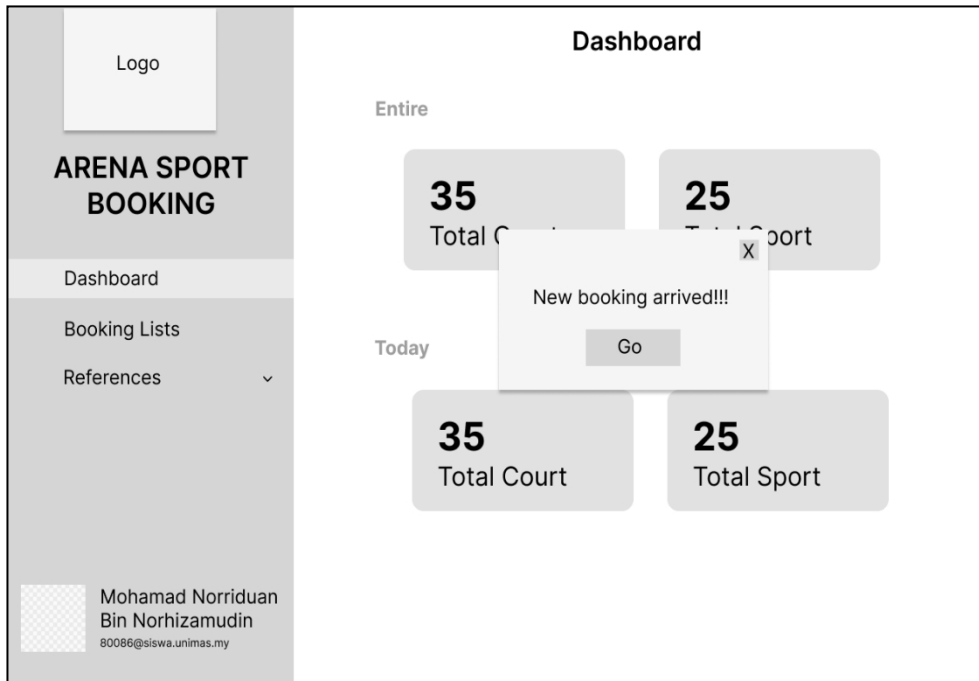 Logo
ARENA SPORT
BOOKING
Dashboard
Booking Lists
References
Mohamad Norriduan
Bin Norhizamudin
80086@siswa.unimas.my
Dashboard
Entire
35
Total
25
X
New booking arrived!!!
Go
Today
35
Total Court
25
Total Sport